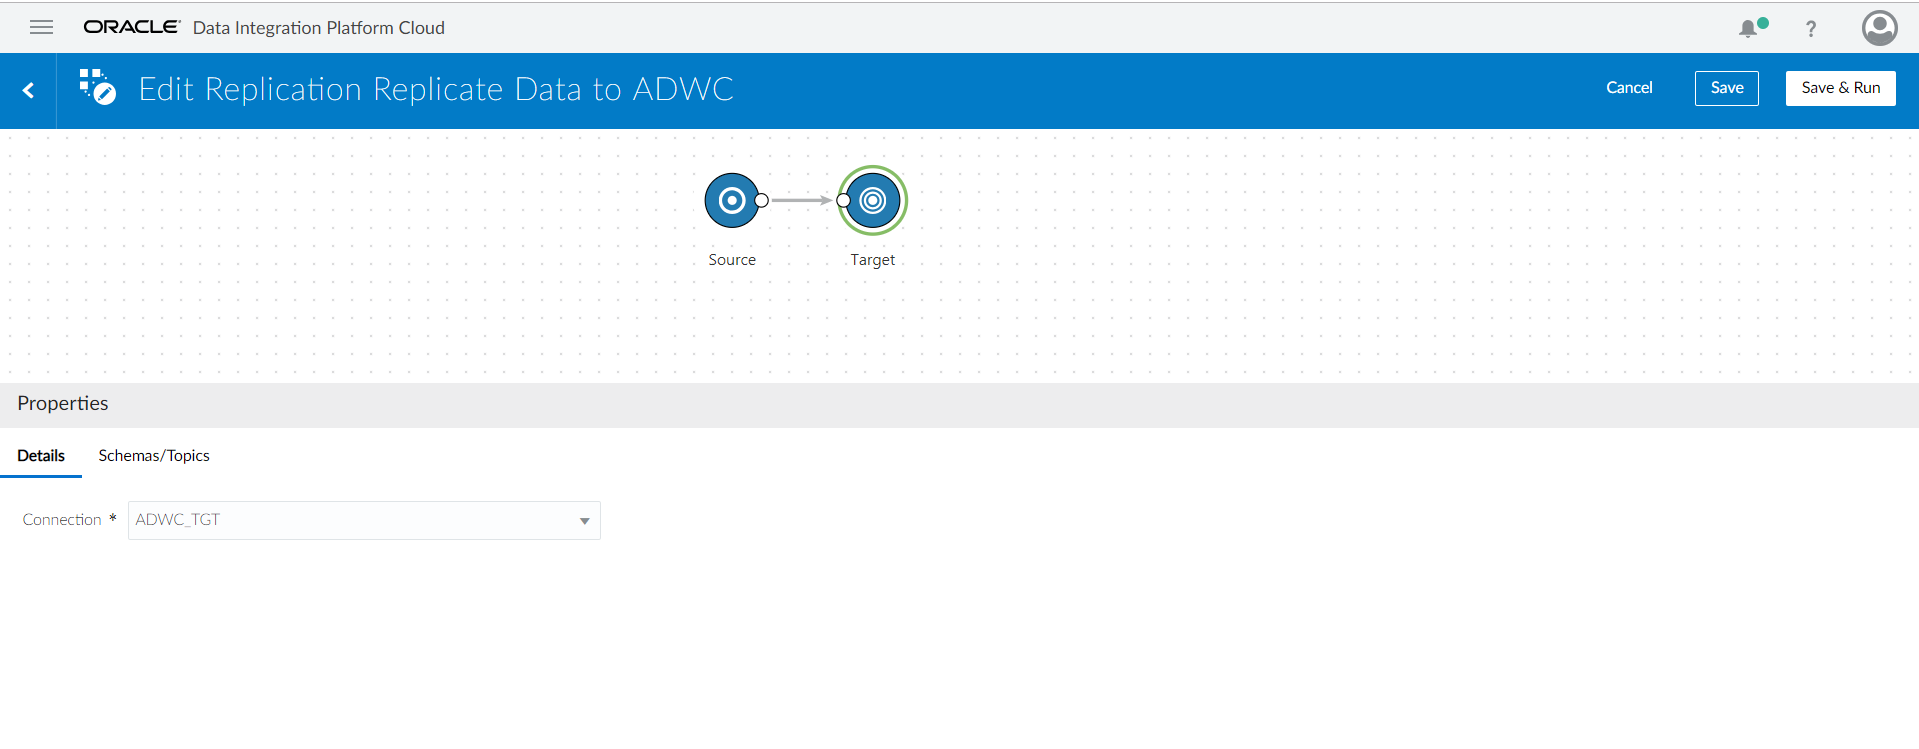 ORACLE® Data Integration Platform Cloud
?
Edit Replication Replicate Data to ADWC
Cancel
Save
Save & Run
Source
Target
Properties
Details
Schemas/Topics
Connection * ADWC_TGT